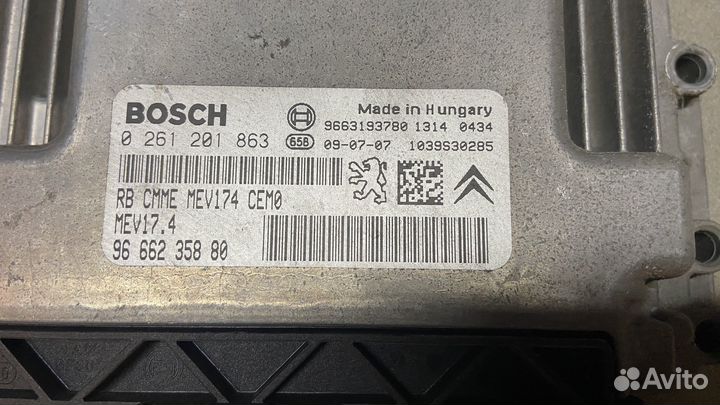 BOSCH
Made in Hungary
9663193780 1314 0434
0 261 201 863
658
09-07-07
1039S30285
RB CMME MEV174 CEM0
MEV17.4
96 662 358 80
Avito